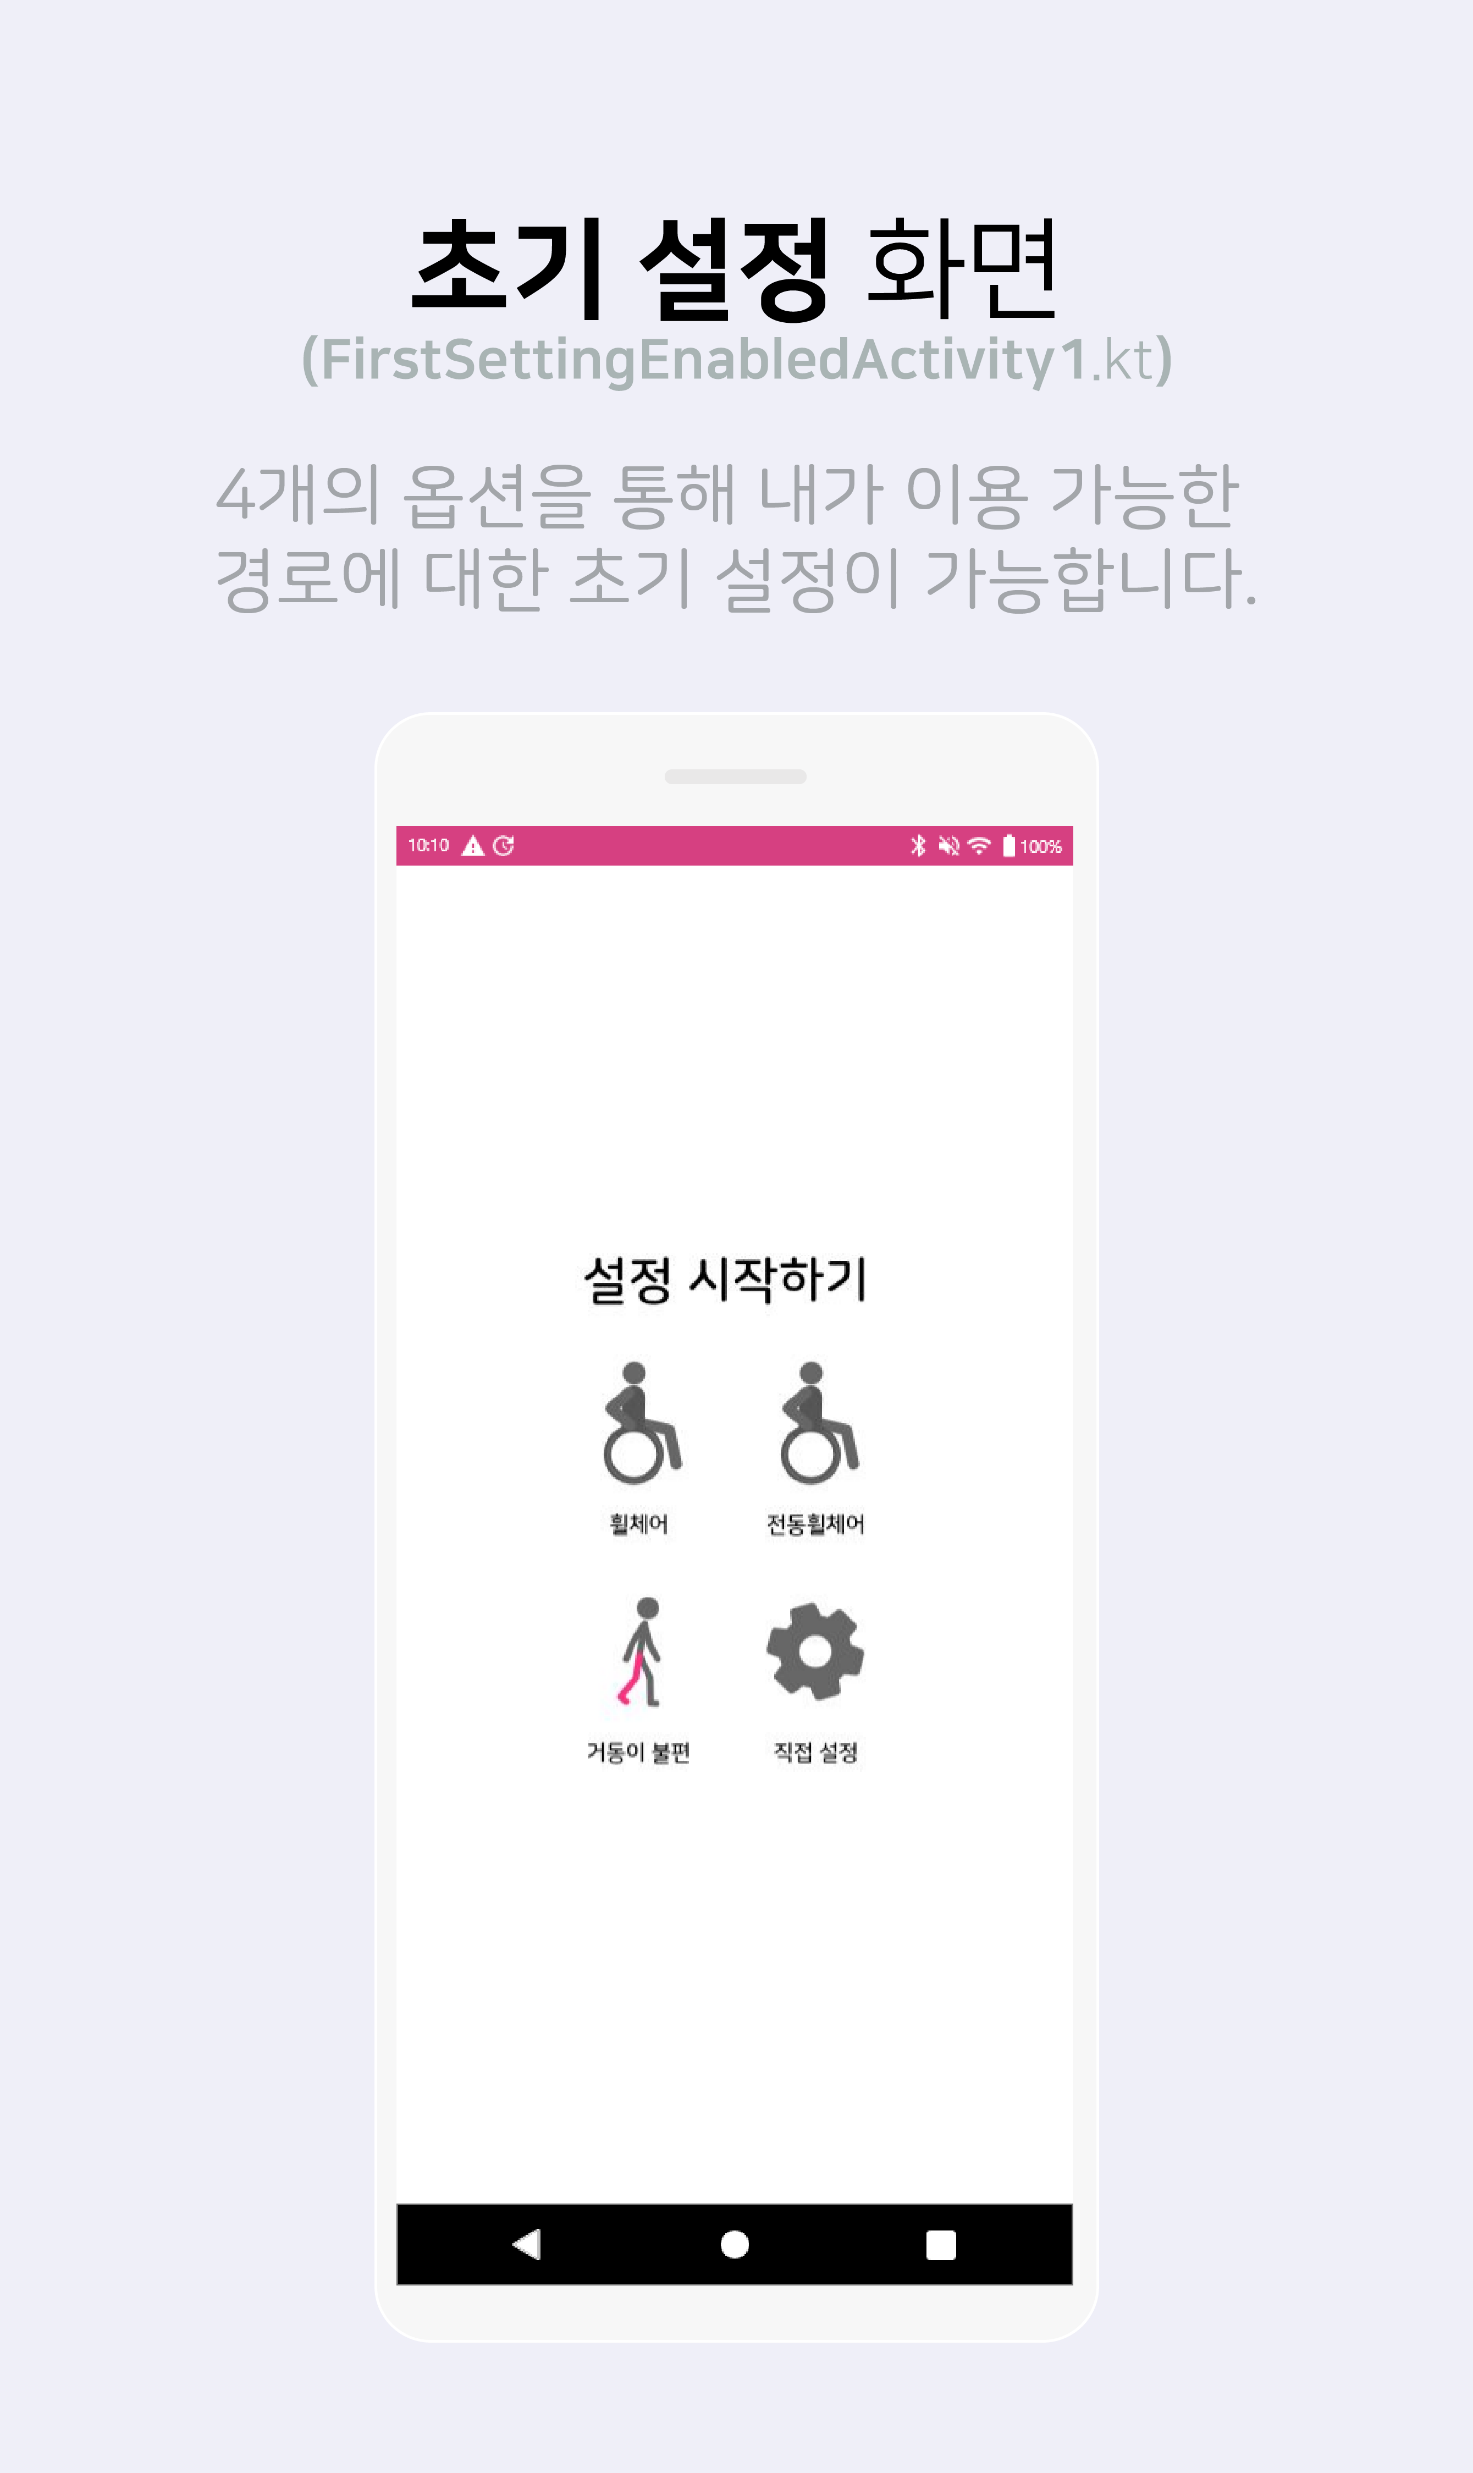 초기 설정 화면
(FirstSettingEnabledActivity1.kt)
4개의 옵션을 통해 내가 이용 가능한
경로에 대한 초기 설정이 가능합니다.
10:10 100%
설정 시작하기
휠체어 전동휠체어
거동이 불편 직접 설정